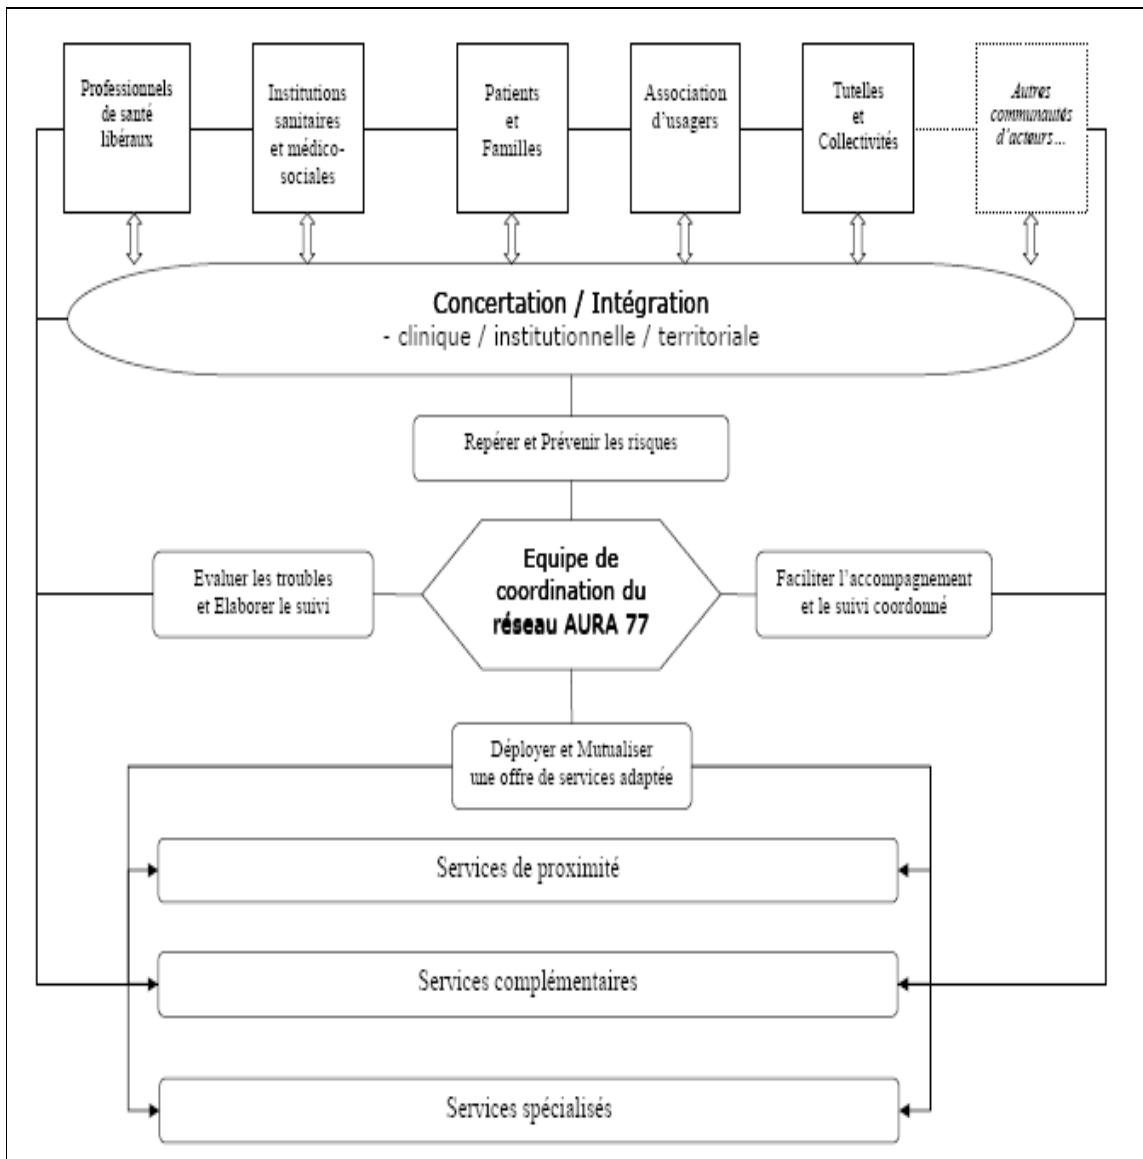 Professionnels
de santé
libéraux
Institutions
sanitaires
et médico-
sociales
Patients
et
Familles
Association
d'usagers
Tutelles
et
Collectivités
Autres
communautés
d'acteurs...
Concertation / Intégration
- clinique / institutionnelle / territoriale
Repérer et Prévenir les risques
Evaluer les troubles
et Elaborer le suivi
Equipe de
coordination du
réseau AURA 77
Faciliter l'accompagnement
et le suivi coordonné
Déployer et Mutualiser
une offre de services adaptée
Services de proximité
Services complémentaires
Services spécialisés